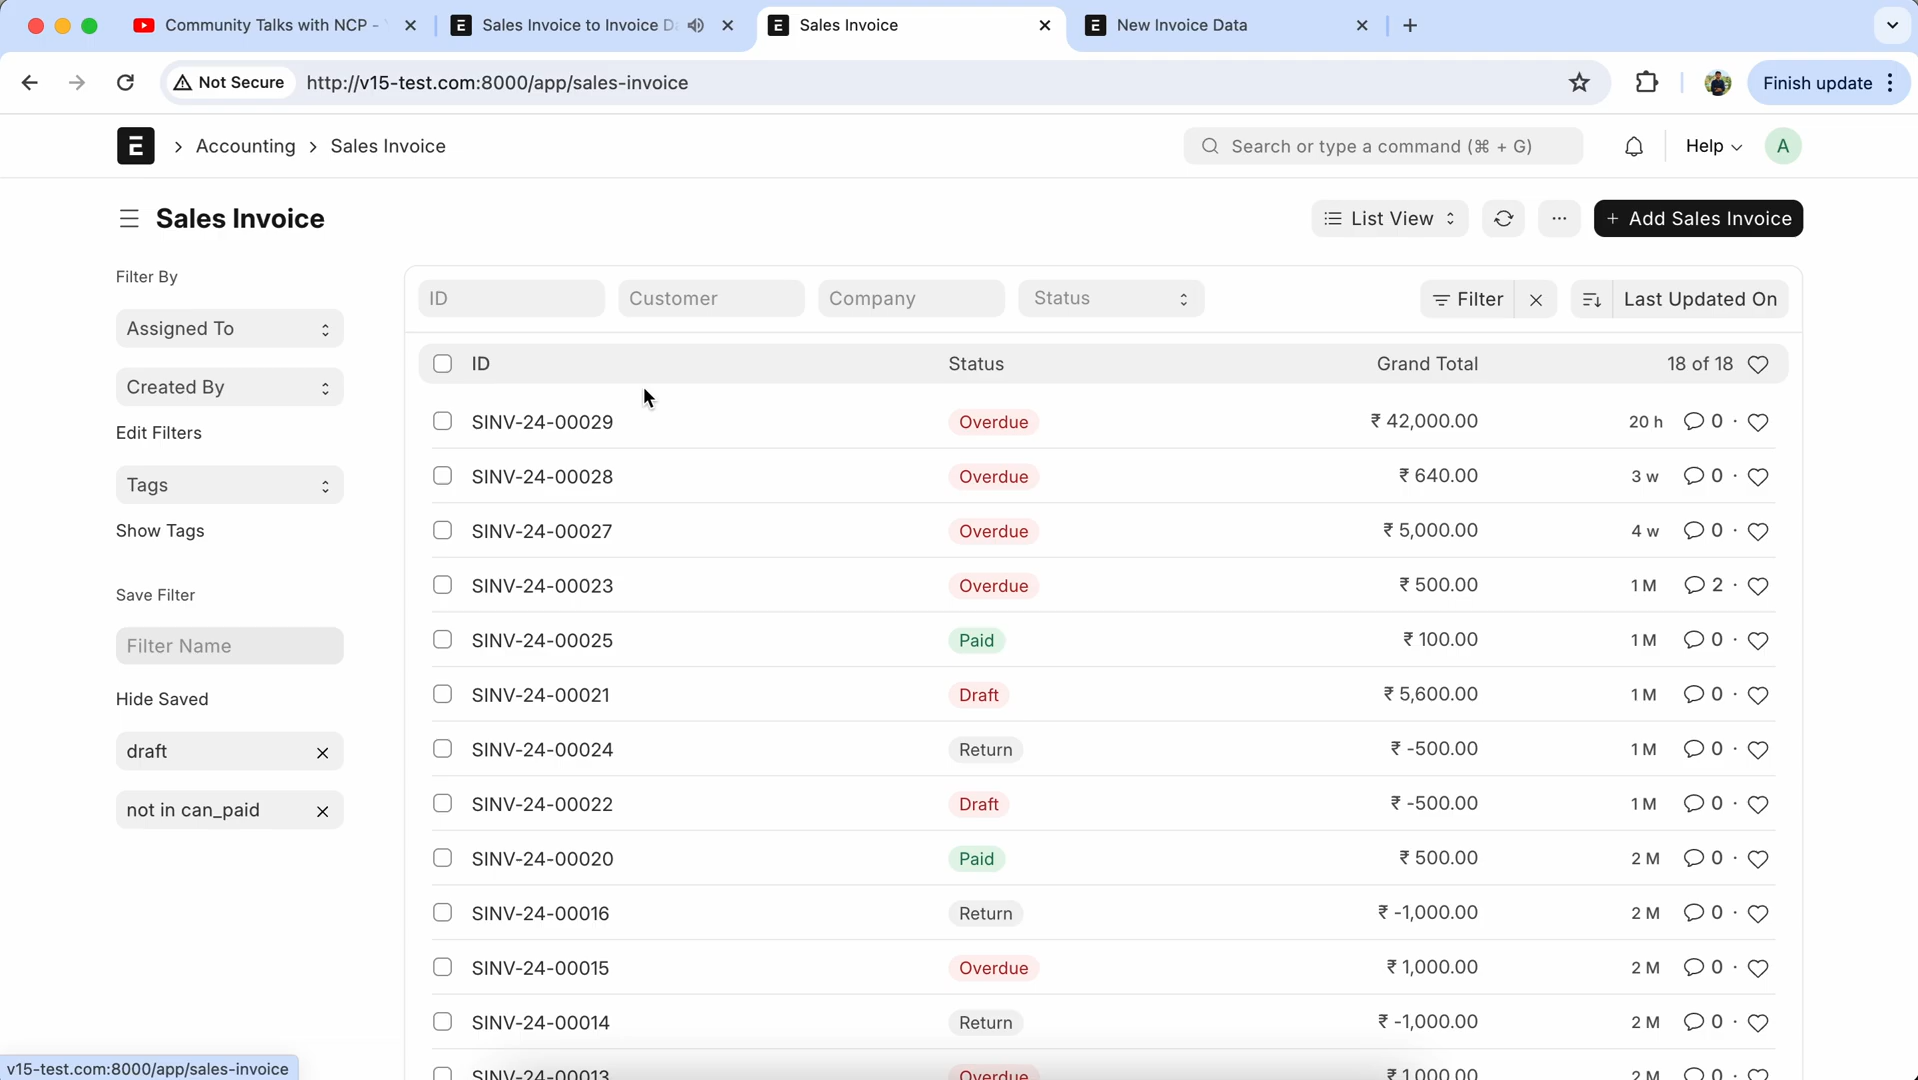 Community Talks with NCP -
Sales Invoice to Invoice D
Sales Invoice
New Invoice Data
Not Secure
http://v15-test.com:8000/app/sales-invoice
Finish update
E > Accounting > Sales Invoice
Search or type a command (⌘ + G)
Help
A
Sales Invoice
List View
...
+ Add Sales Invoice
Filter By
Assigned To
Created By
Edit Filters
Tags
Show Tags
Save Filter
Filter Name
Hide Saved
draft
not in can_paid
ID Customer Company Status
Filter
Last Updated On
ID Status Grand Total 18 of 18
SINV-24-00029 Overdue ₹ 42,000.00 20 h 0 ·
SINV-24-00028 Overdue ₹ 640.00 3 w 0 ·
SINV-24-00027 Overdue ₹ 5,000.00 4 w 0 ·
SINV-24-00023 Overdue ₹ 500.00 1 M 2 ·
SINV-24-00025 Paid ₹ 100.00 1 M 0 ·
SINV-24-00021 Draft ₹ 5,600.00 1 M 0 ·
SINV-24-00024 Return ₹ -500.00 1 M 0 ·
SINV-24-00022 Draft ₹ -500.00 1 M 0 ·
SINV-24-00020 Paid ₹ 500.00 2 M 0 ·
SINV-24-00016 Return ₹ -1,000.00 2 M 0 ·
SINV-24-00015 Overdue ₹ 1,000.00 2 M 0 ·
SINV-24-00014 Return ₹ -1,000.00 2 M 0 ·
SINV-24-00013 Overdue ₹ 1,000.00 2 M 0 ·
v15-test.com:8000/app/sales-invoice